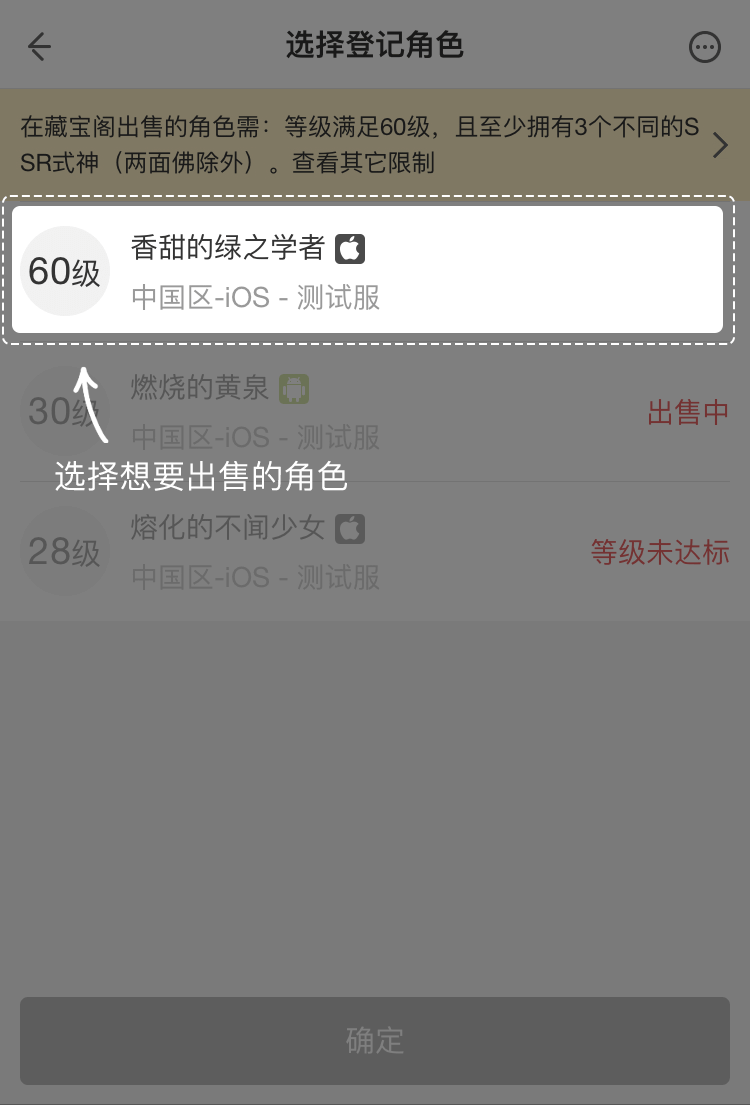 选择登记角色
在藏宝阁出售的角色需：等级满足60级，且至少拥有3个不同的S
SR式神（两面佛除外）。查看其它限制
60级
香甜的绿之学者
中国区-iOS - 测试服
30级
燃烧的黄泉
中国区-iOS - 测试服
出售中
选择想要出售的角色
28级
熔化的不闻少女
中国区-iOS - 测试服
等级未达标
确定